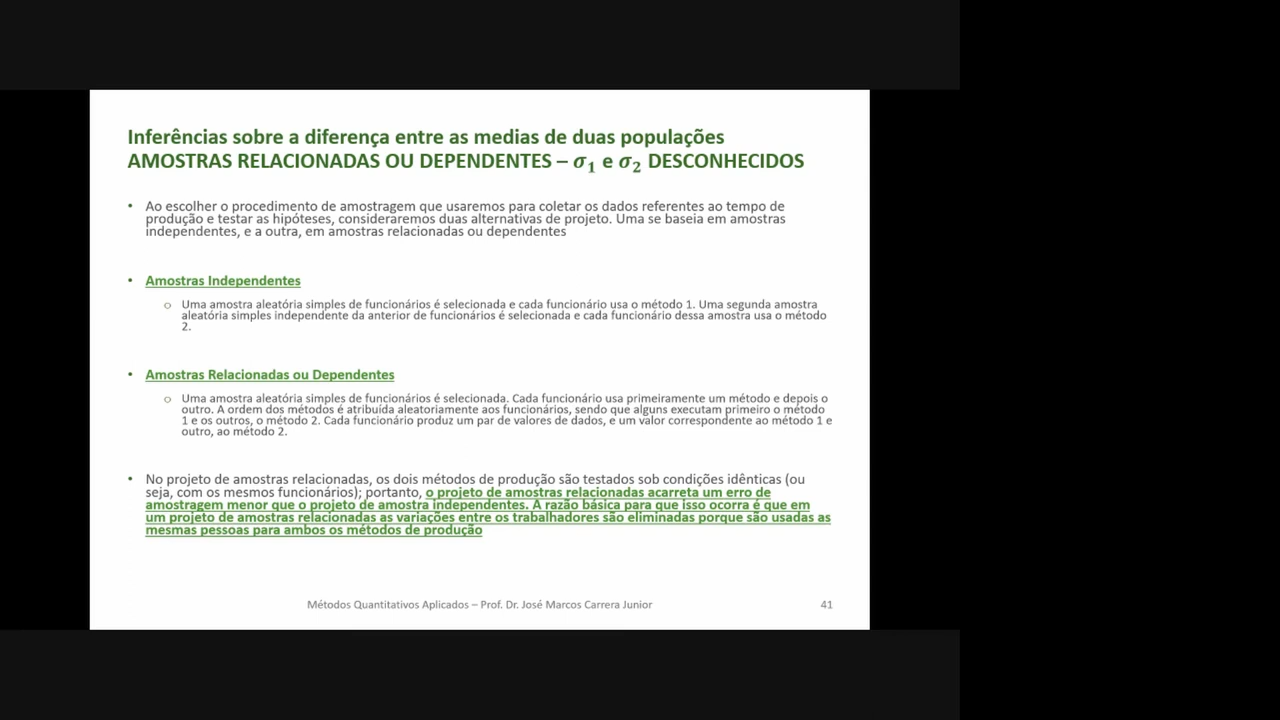 Inferências sobre a diferença entre as medias de duas populações
AMOSTRAS RELACIONADAS OU DEPENDENTES – σ₁ e σ₂ DESCONHECIDOS
• Ao escolher o procedimento de amostragem que usaremos para coletar os dados referentes ao tempo de
produção e testar as hipóteses, consideraremos duas alternativas de projeto. Uma se baseia em amostras
independentes, e a outra, em amostras relacionadas ou dependentes
• Amostras Independentes
o Uma amostra aleatória simples de funcionários é selecionada e cada funcionário usa o método 1. Uma segunda amostra
aleatória simples independente da anterior de funcionários é selecionada e cada funcionário dessa amostra usa o método
2.
• Amostras Relacionadas ou Dependentes
o Uma amostra aleatória simples de funcionários é selecionada. Cada funcionário usa primeiramente um método e depois o
outro. A ordem dos métodos é atribuída aleatoriamente aos funcionários, sendo que alguns executam primeiro o método
1 e os outros, o método 2. Cada funcionário produz um par de valores de dados, e um valor correspondente ao método 1 e
outro, ao método 2.
• No projeto de amostras relacionadas, os dois métodos de produção são testados sob condições idênticas (ou
seja, com os mesmos funcionários); portanto, o projeto de amostras relacionadas acarreta um erro de
amostragem menor que o projeto de amostra independentes. A razão básica para que isso ocorra é que em
um projeto de amostras relacionadas as variações entre os trabalhadores são eliminadas porque são usadas as
mesmas pessoas para ambos os métodos de produção
Métodos Quantitativos Aplicados – Prof. Dr. José Marcos Carrera Junior
41